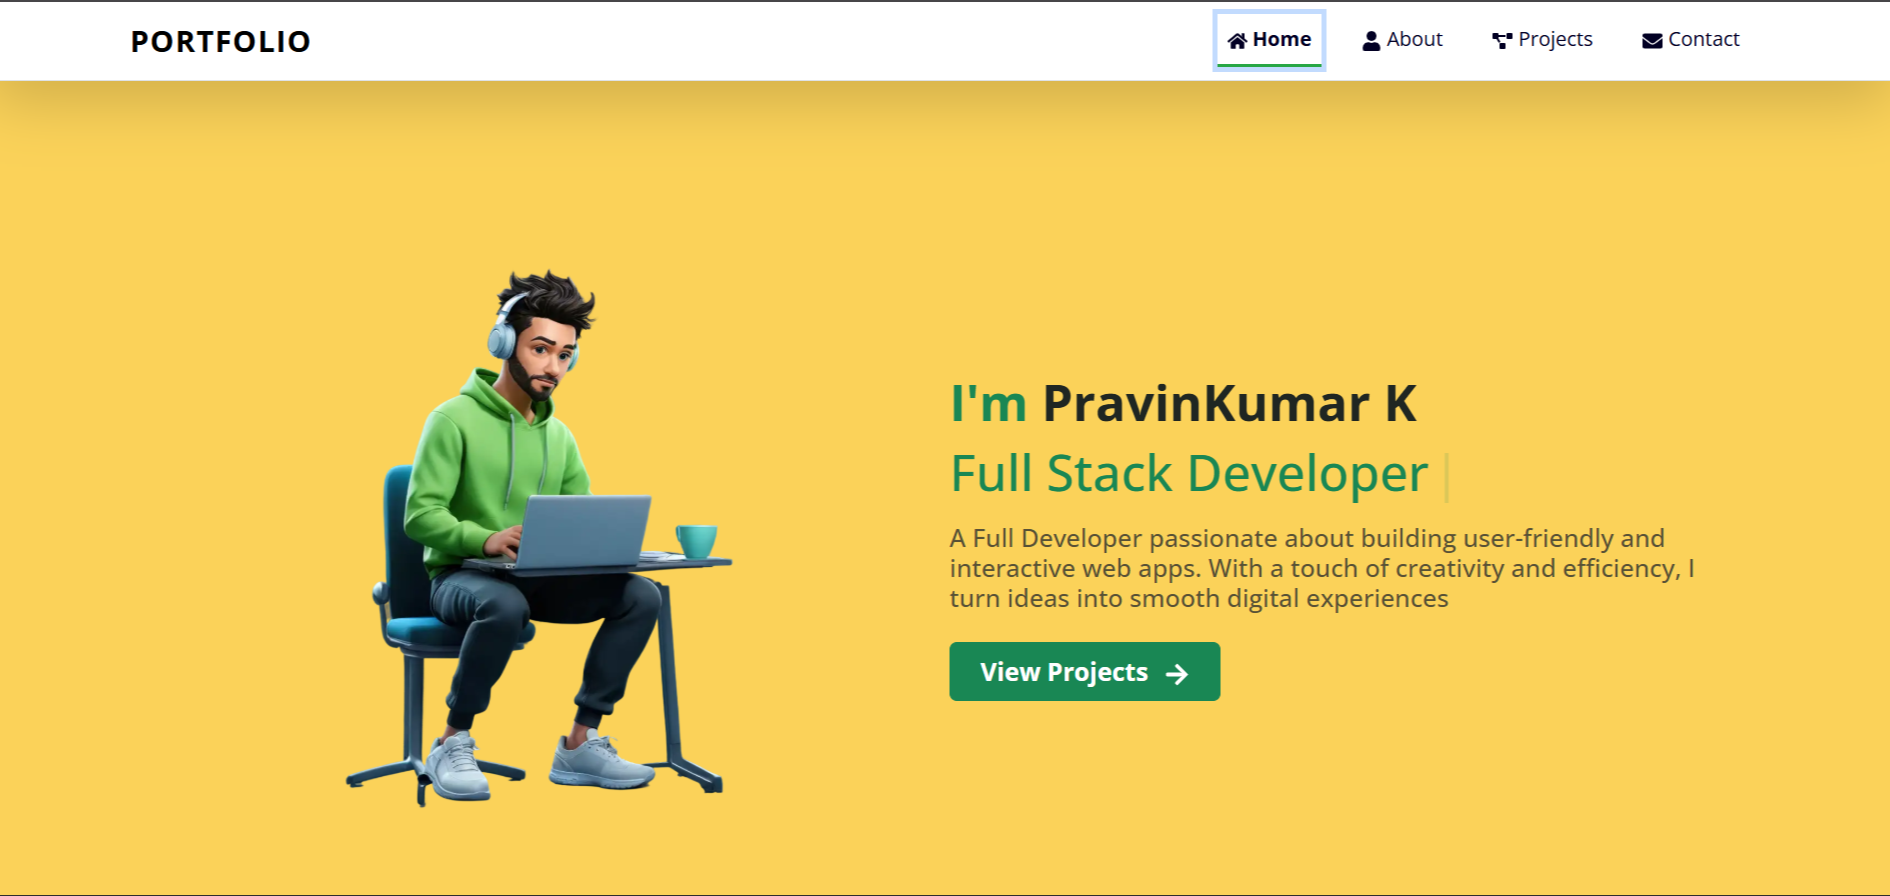 PORTFOLIO
Home
About
Projects
Contact
I'm PravinKumar K
Full Stack Developer |
A Full Developer passionate about building user-friendly and
interactive web apps. With a touch of creativity and efficiency, I
turn ideas into smooth digital experiences
View Projects